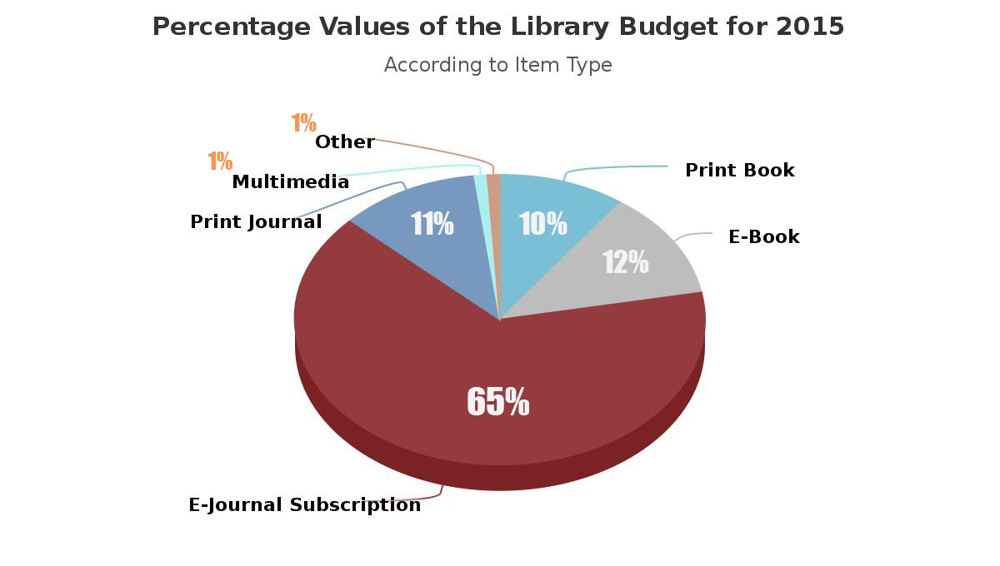 Percentage Values of the Library Budget for 2015
According to Item Type
1%
Other
1%
Multimedia
Print Journal
Print Book
E-Book
11%
10%
12%
65%
E-Journal Subscription